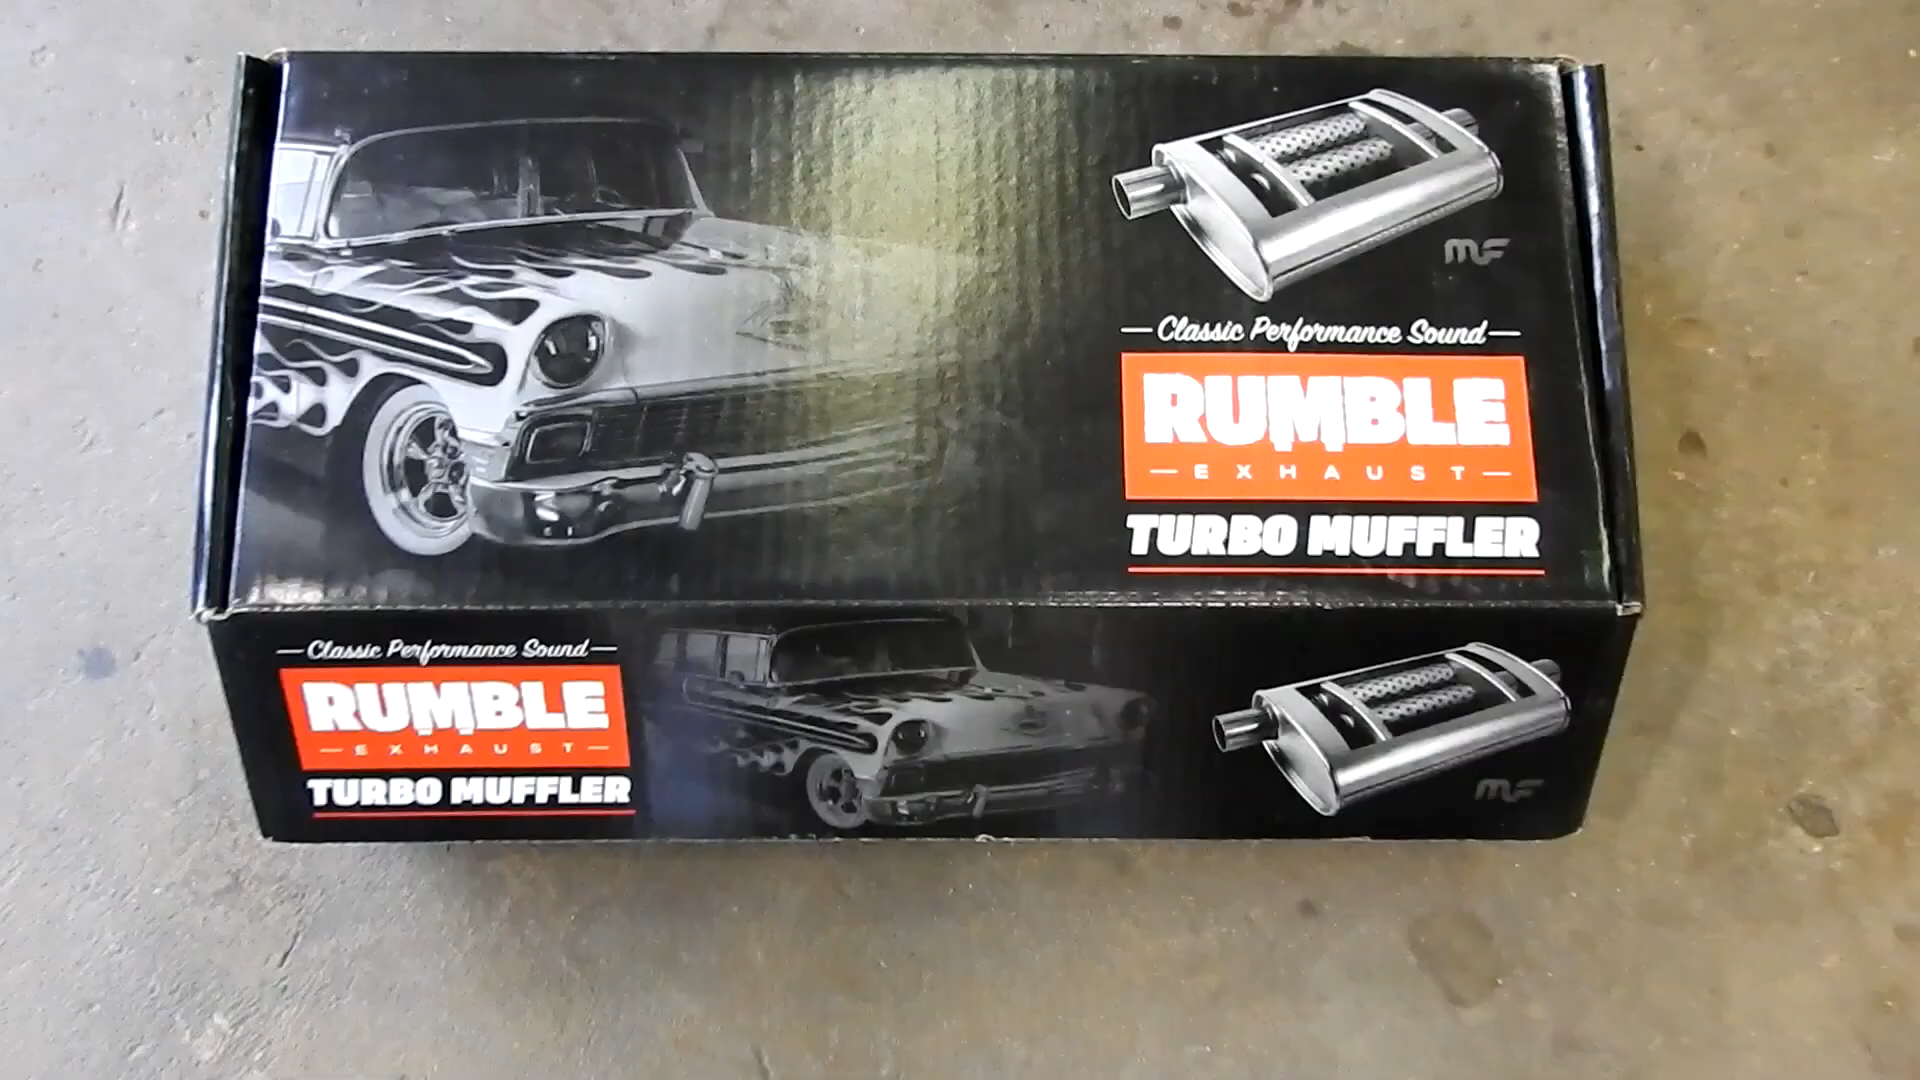 MF
Classic Performance Sound
RUMBLE
EXHAUST
TURBO MUFFLER
Classic Performance Sound
RUMBLE
EXHAUST
TURBO MUFFLER
MF